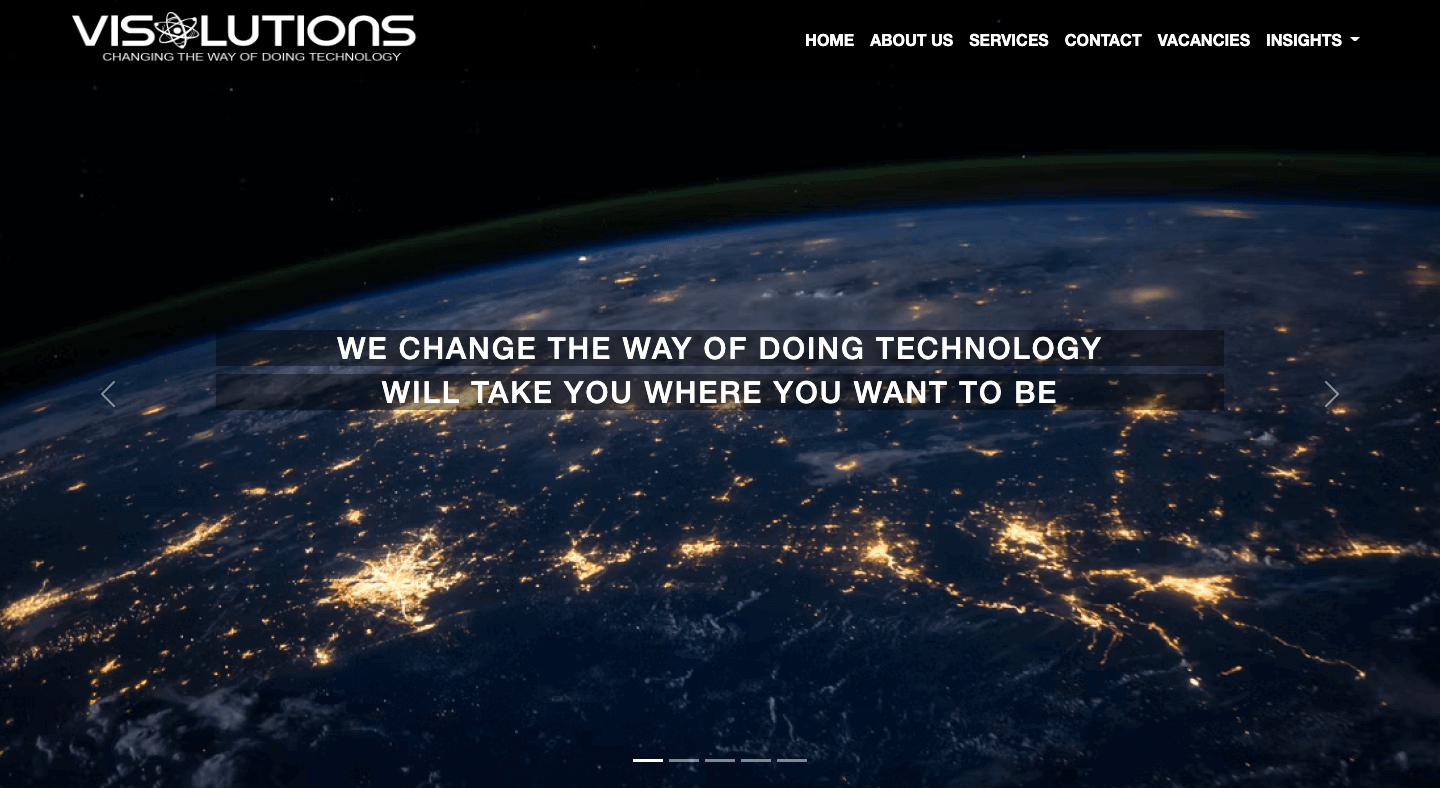 VISOLUTIONS
CHANGING THE WAY OF DOING TECHNOLOGY
HOME ABOUT US SERVICES CONTACT VACANCIES INSIGHTS
WE CHANGE THE WAY OF DOING TECHNOLOGY
WILL TAKE YOU WHERE YOU WANT TO BE